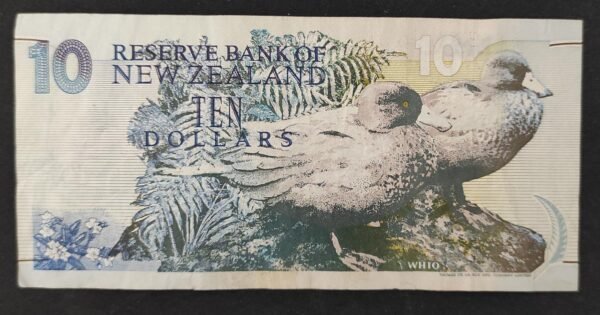 10 RESERVE BANK OF 10
NEW ZEALAND
TEN
DOLLARS
WHIO